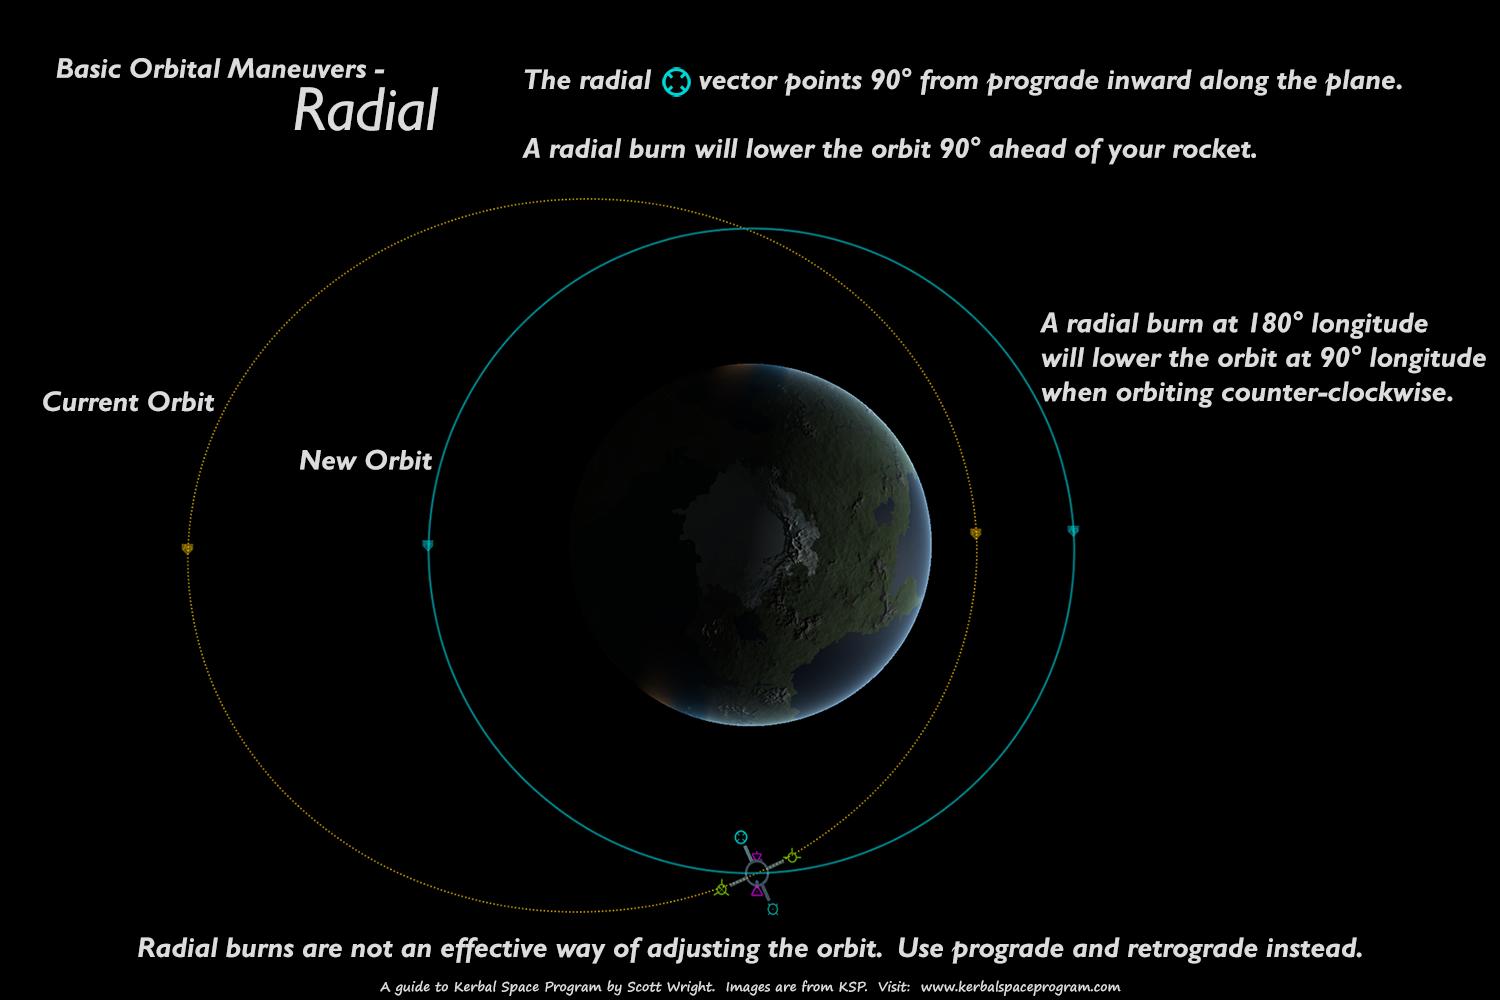 Basic Orbital Maneuvers -
Radial
The radial vector points 90° from prograde inward along the plane.
A radial burn will lower the orbit 90° ahead of your rocket.
A radial burn at 180° longitude
will lower the orbit at 90° longitude
when orbiting counter-clockwise.
Current Orbit
New Orbit
Radial burns are not an effective way of adjusting the orbit. Use prograde and retrograde instead.
A guide to Kerbal Space Program by Scott Wright. Images are from KSP. Visit: www.kerbalspaceprogram.com